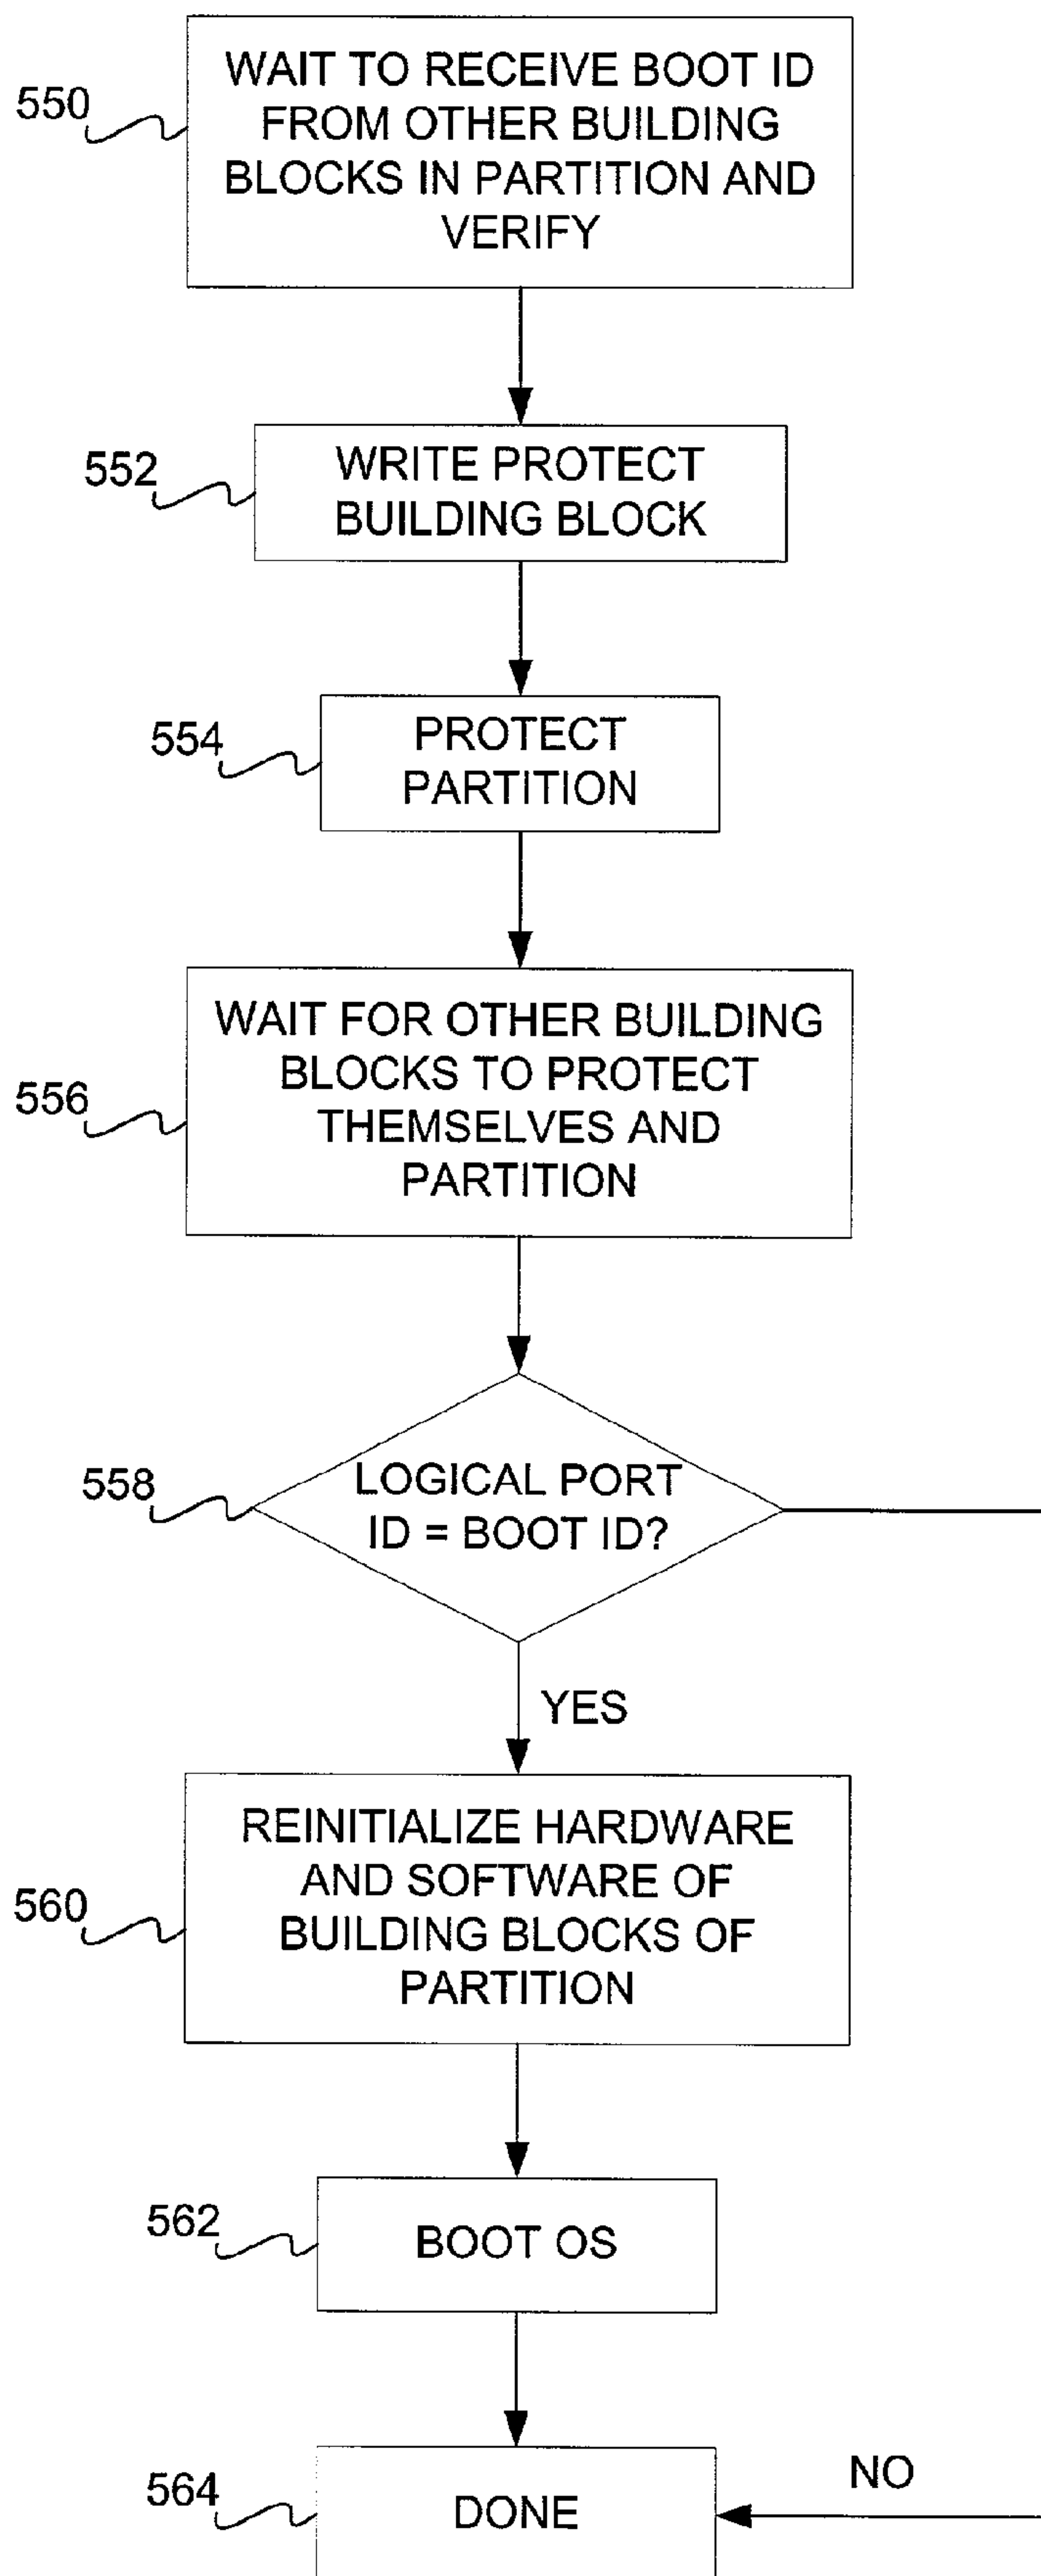 550
WAIT TO RECEIVE BOOT ID
FROM OTHER BUILDING
BLOCKS IN PARTITION AND
VERIFY
552
WRITE PROTECT
BUILDING BLOCK
554
PROTECT
PARTITION
556
WAIT FOR OTHER BUILDING
BLOCKS TO PROTECT
THEMSELVES AND
PARTITION
558
LOGICAL PORT
ID = BOOT ID?
YES
560
REINITIALIZE HARDWARE
AND SOFTWARE OF
BUILDING BLOCKS OF
PARTITION
562
BOOT OS
564
DONE
NO